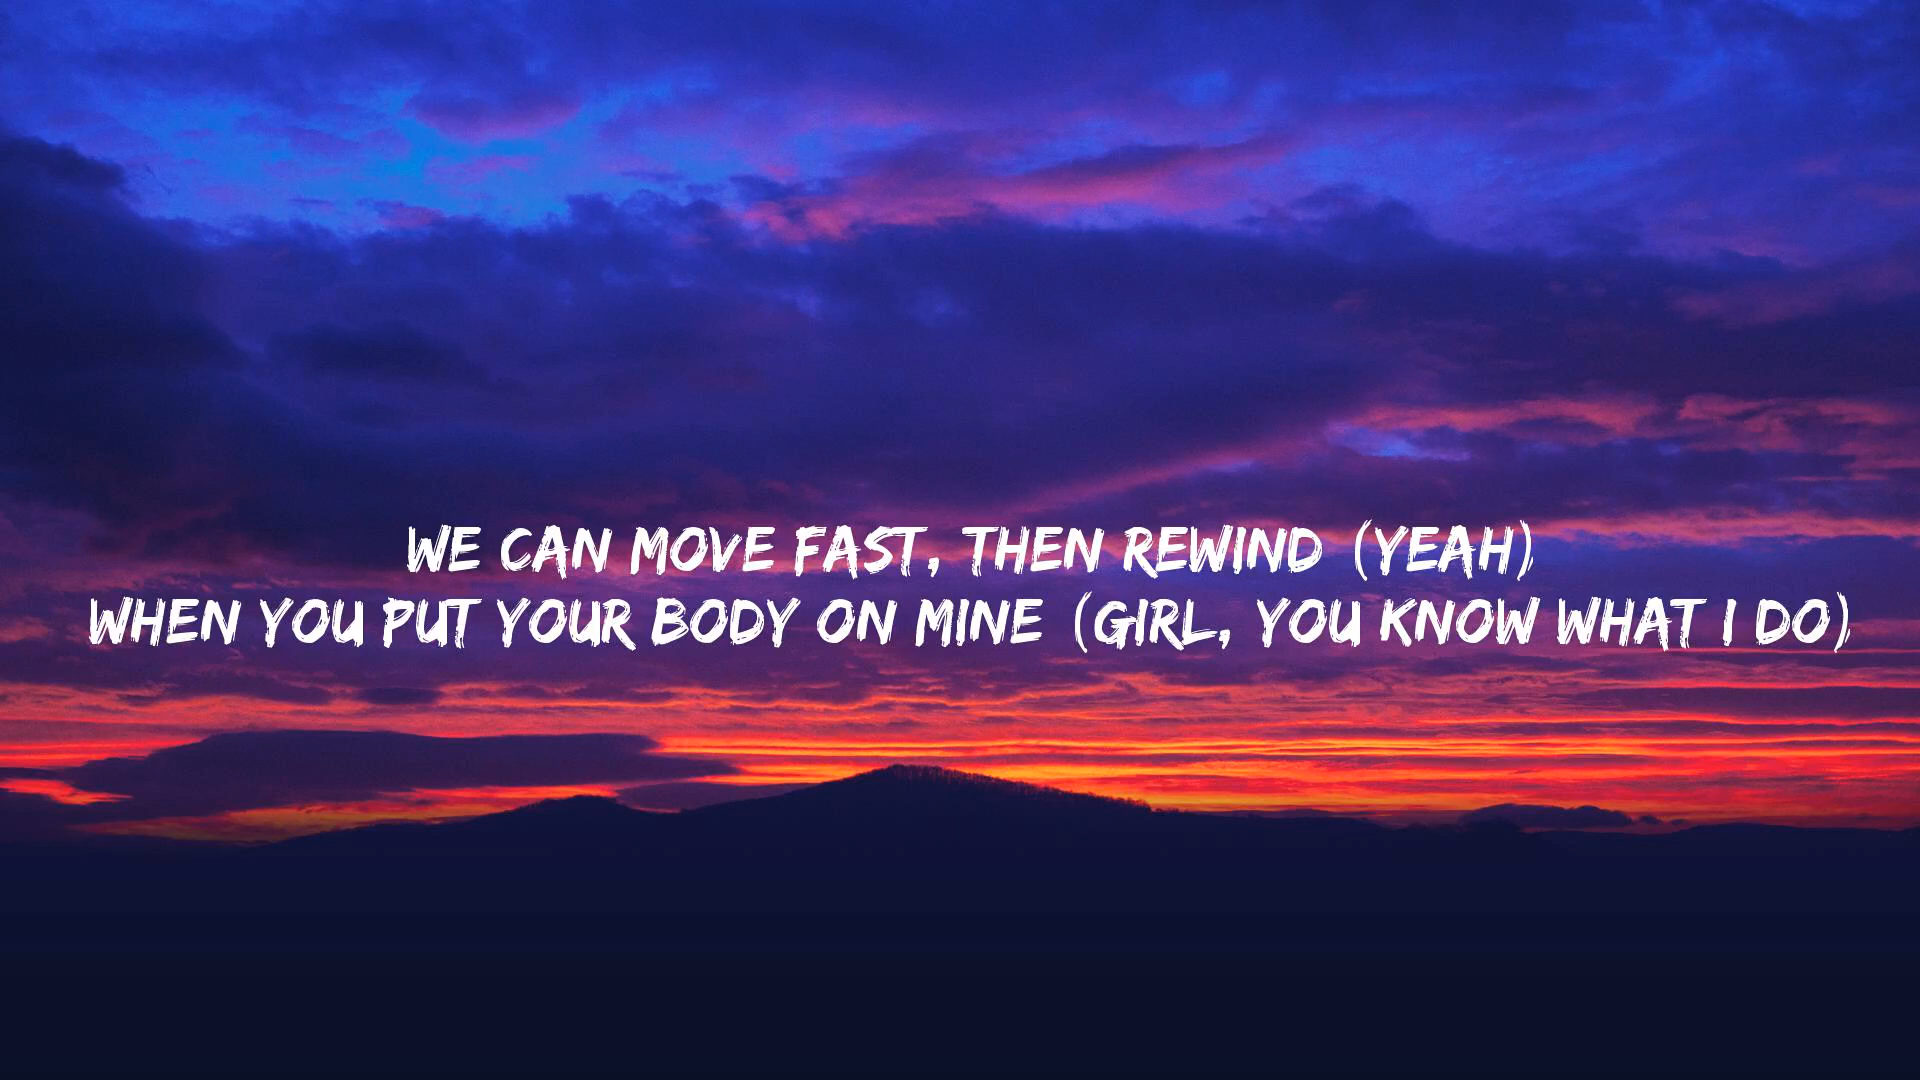 WE CAN MOVE FAST, THEN REWIND (YEAH)
WHEN YOU PUT YOUR BODY ON MINE (GIRL, YOU KNOW WHAT I DO)